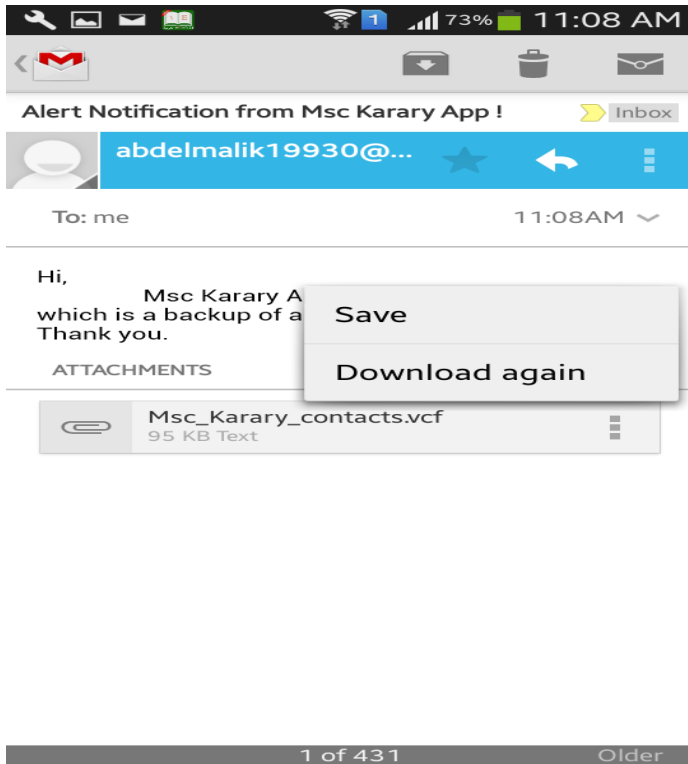 1 73% 11:08 AM
Alert Notification from Msc Karary App ! Inbox
abdelmalik19930@...
To: me 11:08AM
Hi,
Msc Karary A
which is a backup of a
Thank you.
Save
Download again
ATTACHMENTS
Msc_Karary_contacts.vcf
95 KB Text
1 of 431 Older